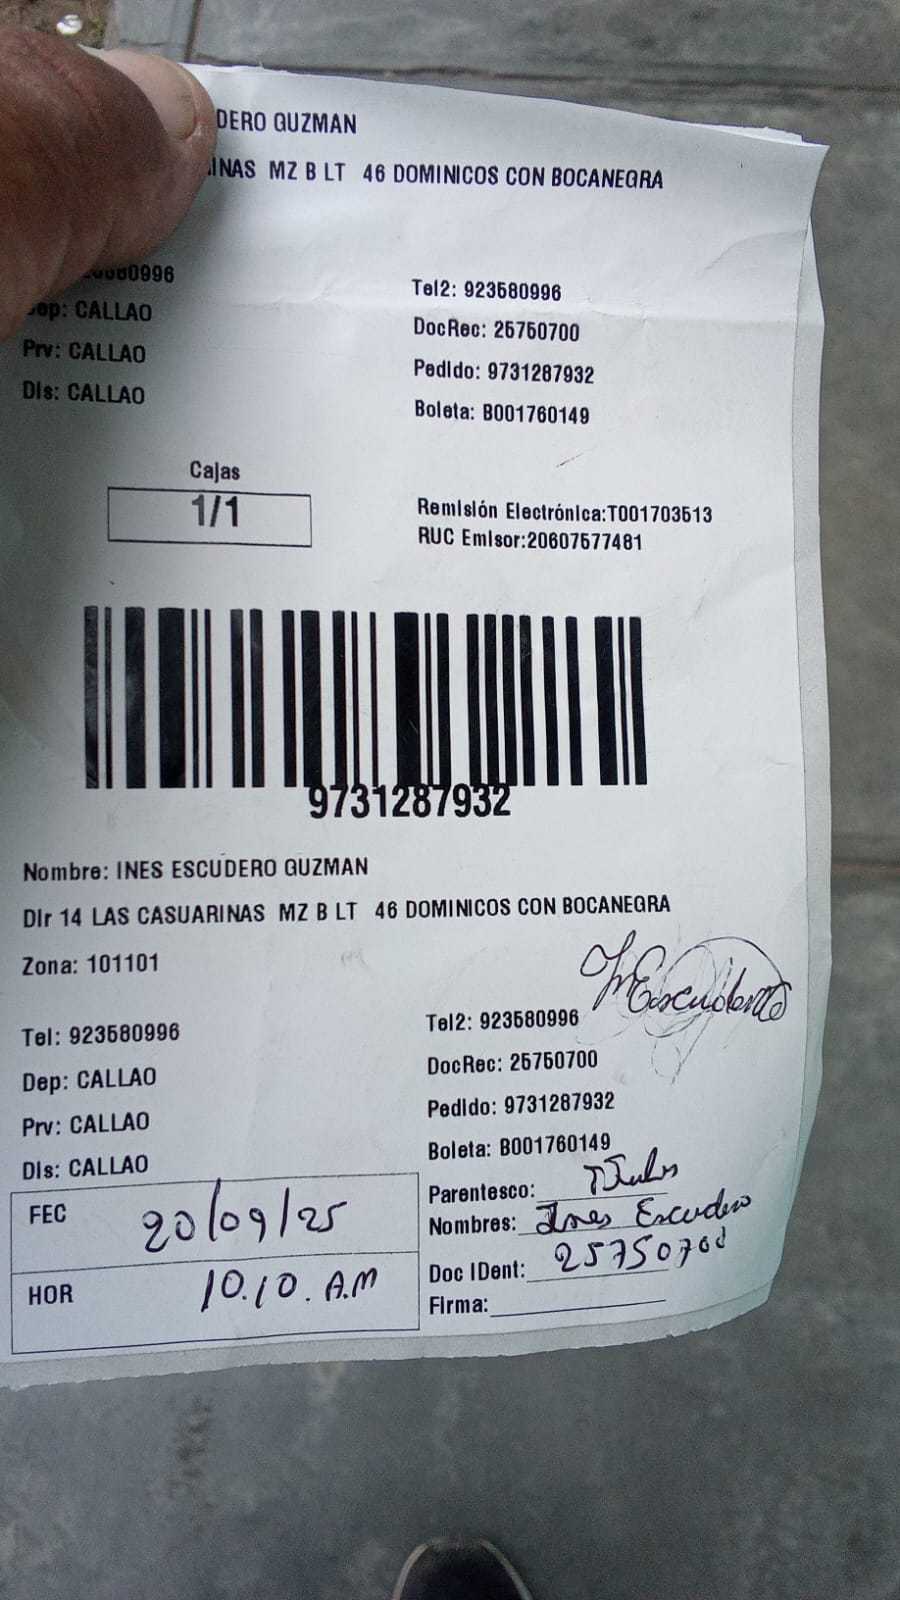 DERO GUZMAN
INAS MZ B LT 46 DOMINICOS CON BOCANEGRA
80996
Tel2: 923580996
Dep: CALLAO
DocRec: 25750700
Prv: CALLAO
Pedido: 9731287932
Dis: CALLAO
Boleta: B001760149
Cajas
1/1
Remisión Electrónica:T001703513
RUC Emisor:20607577481
9731287932
Nombre: INES ESCUDERO GUZMAN
Dir 14 LAS CASUARINAS MZ B LT 46 DOMINICOS CON BOCANEGRA
Zona: 101101
Tel: 923580996
Tel2: 923580996
Dep: CALLAO
DocRec: 25750700
Prv: CALLAO
Pedido: 9731287932
Dis: CALLAO
Boleta: B001760149
FEC 20/09/25
Parentesco:
Nombres: Ines Escudero
HOR 10.10. A.M
Doc IDent: 25750700
Firma: